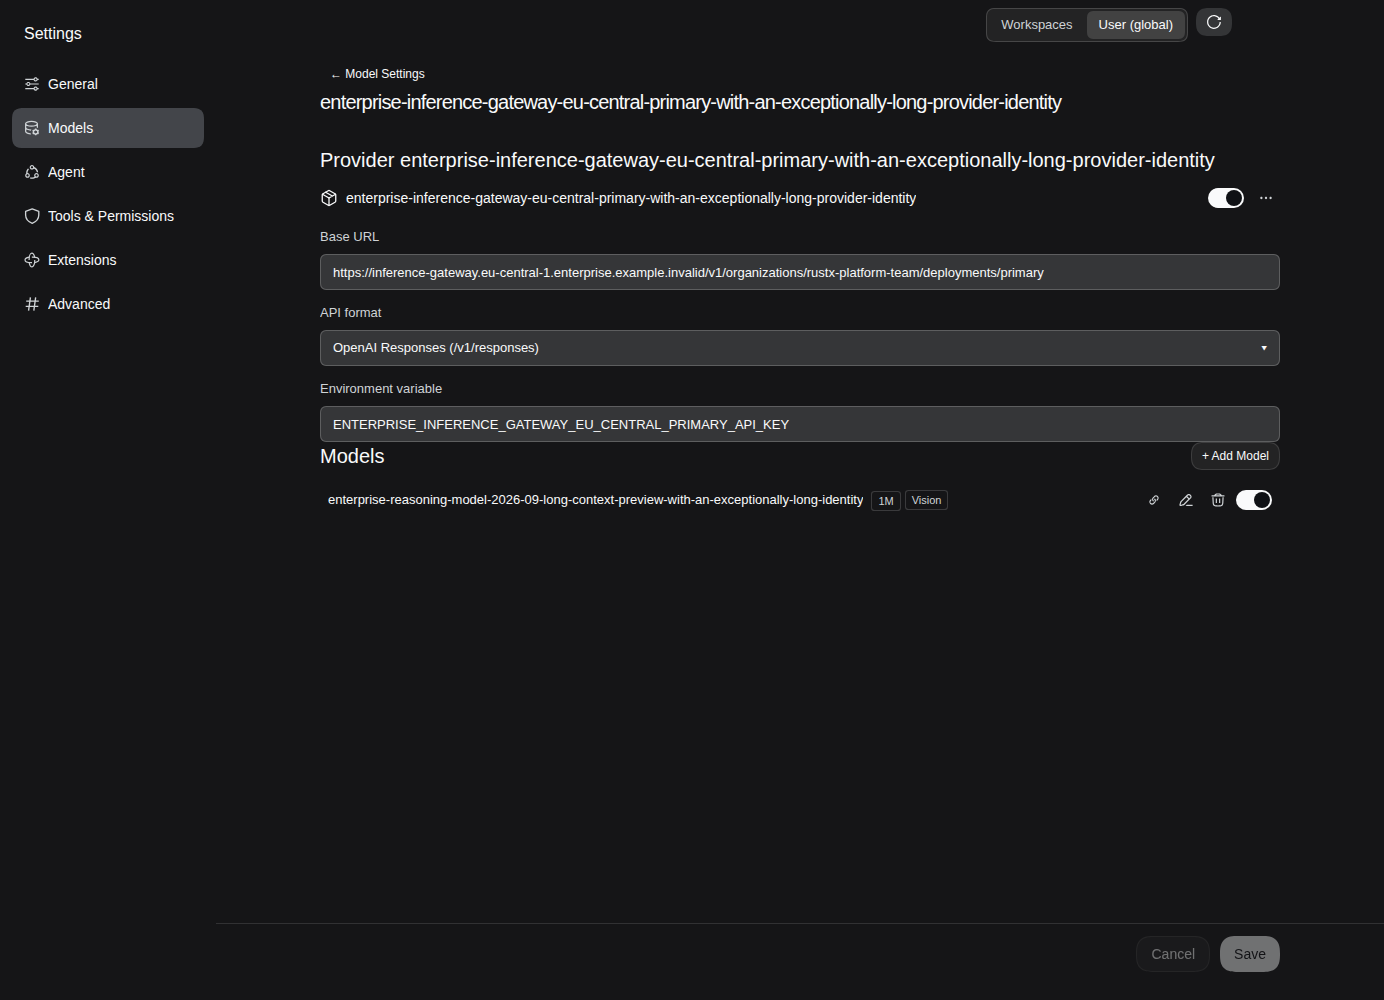 Settings
Workspaces
User (global)
General
Models
Agent
Tools & Permissions
Extensions
Advanced
← Model Settings
enterprise-inference-gateway-eu-central-primary-with-an-exceptionally-long-provider-identity
Provider enterprise-inference-gateway-eu-central-primary-with-an-exceptionally-long-provider-identity
enterprise-inference-gateway-eu-central-primary-with-an-exceptionally-long-provider-identity
Base URL
https://inference-gateway.eu-central-1.enterprise.example.invalid/v1/organizations/rustx-platform-team/deployments/primary
API format
OpenAI Responses (/v1/responses)
Environment variable
ENTERPRISE_INFERENCE_GATEWAY_EU_CENTRAL_PRIMARY_API_KEY
Models
+ Add Model
enterprise-reasoning-model-2026-09-long-context-preview-with-an-exceptionally-long-identity 1M Vision
Cancel
Save